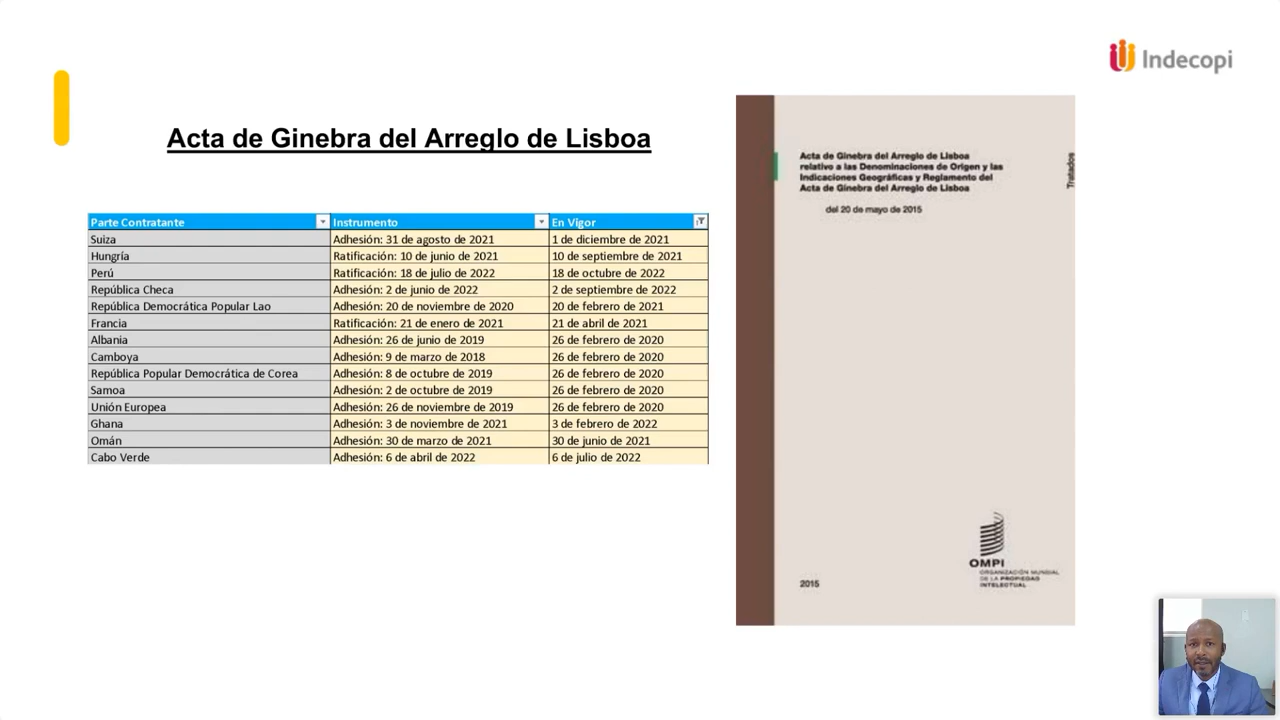 Indecopi
Acta de Ginebra del Arreglo de Lisboa
Parte Contratante Instrumento En Vigor
Suiza Adhesión: 31 de agosto de 2021 1 de diciembre de 2021
Hungría Ratificación: 10 de junio de 2021 10 de septiembre de 2021
Perú Ratificación: 18 de julio de 2022 18 de octubre de 2022
República Checa Adhesión: 2 de junio de 2022 2 de septiembre de 2022
República Democrática Popular Lao Adhesión: 20 de noviembre de 2020 20 de febrero de 2021
Francia Ratificación: 21 de enero de 2021 21 de abril de 2021
Albania Adhesión: 26 de junio de 2019 26 de febrero de 2020
Camboya Adhesión: 9 de marzo de 2018 26 de febrero de 2020
República Popular Democrática de Corea Adhesión: 8 de octubre de 2019 26 de febrero de 2020
Samoa Adhesión: 2 de octubre de 2019 26 de febrero de 2020
Unión Europea Adhesión: 26 de noviembre de 2019 26 de febrero de 2020
Ghana Adhesión: 3 de noviembre de 2021 3 de febrero de 2022
Omán Adhesión: 30 de marzo de 2021 30 de junio de 2021
Cabo Verde Adhesión: 6 de abril de 2022 6 de julio de 2022
Acta de Ginebra del Arreglo de Lisboa
relativo a las Denominaciones de Origen y las
Indicaciones Geográficas y Reglamento del
Acta de Ginebra del Arreglo de Lisboa
del 20 de mayo de 2015
Tratados
OMPI
ORGANIZACIÓN MUNDIAL
DE LA PROPIEDAD
INTELECTUAL
2015